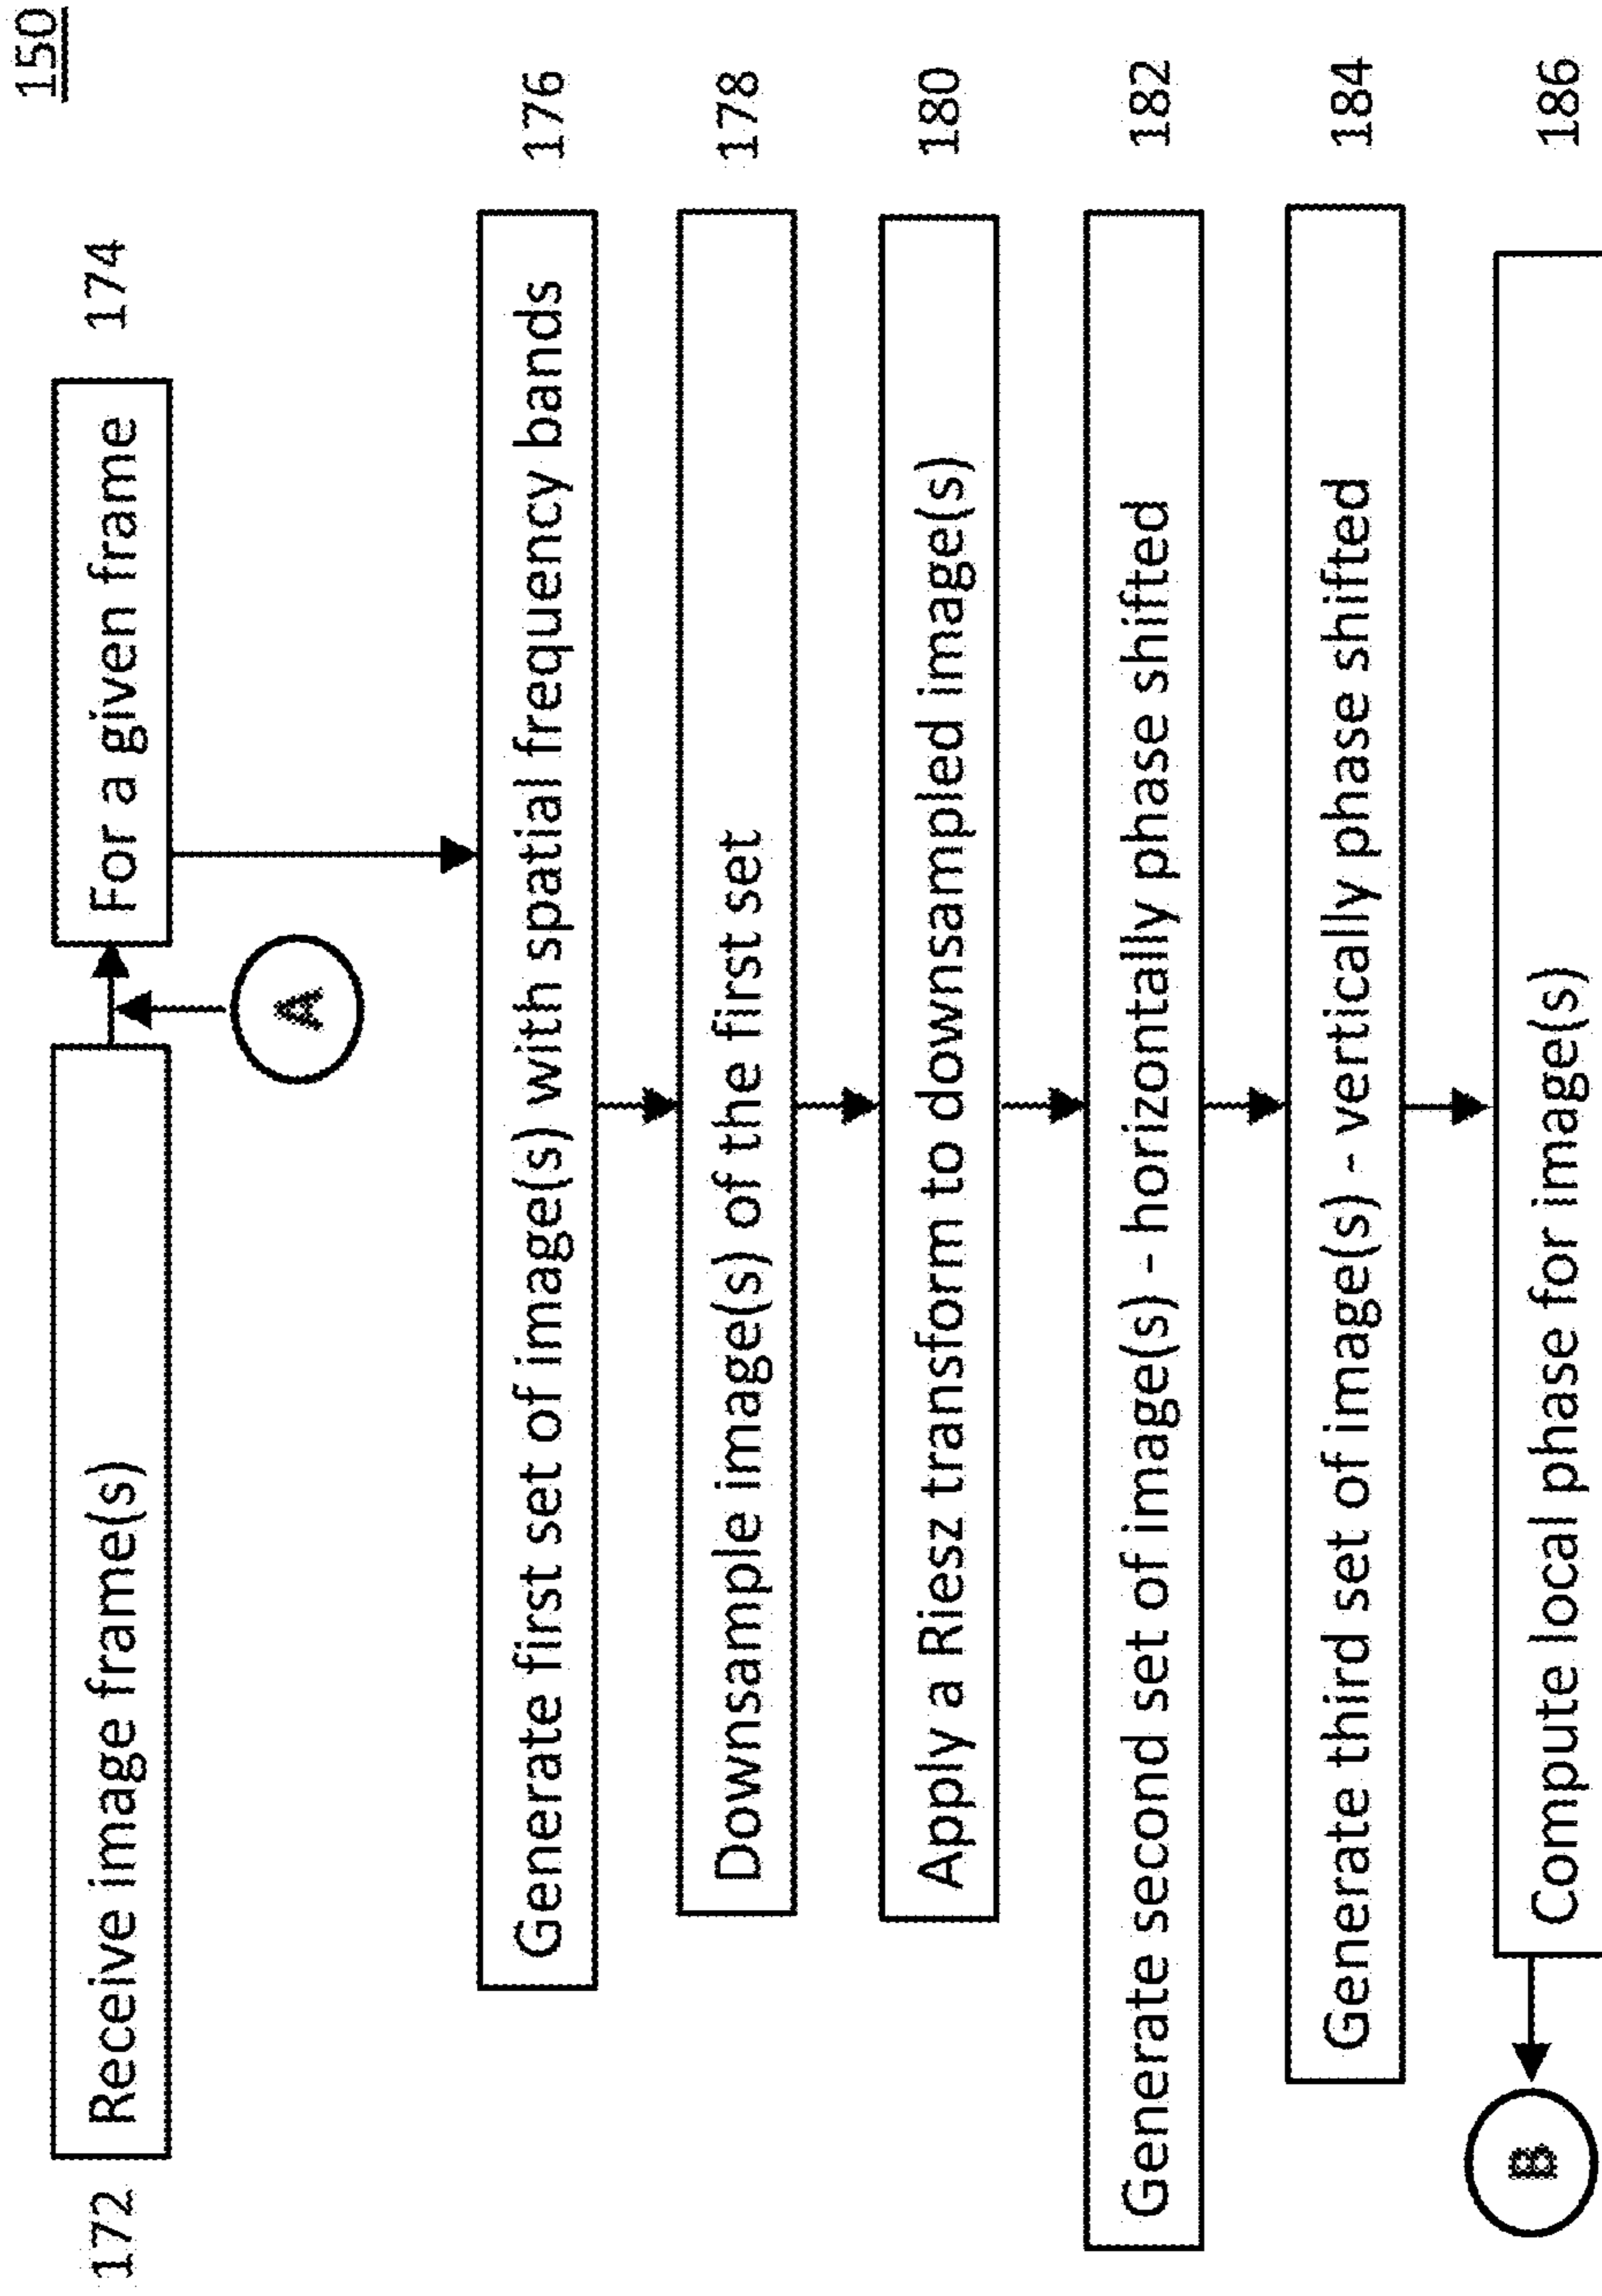 150
172
Receive image frame(s)
For a given frame
174
A
Generate first set of image(s) with spatial frequency bands
176
Downsample image(s) of the first set
178
Apply a Riesz transform to downsampled image(s)
180
Generate second set of image(s) - horizontally phase shifted
182
Generate third set of image(s) - vertically phase shifted
184
B
Compute local phase for image(s)
186